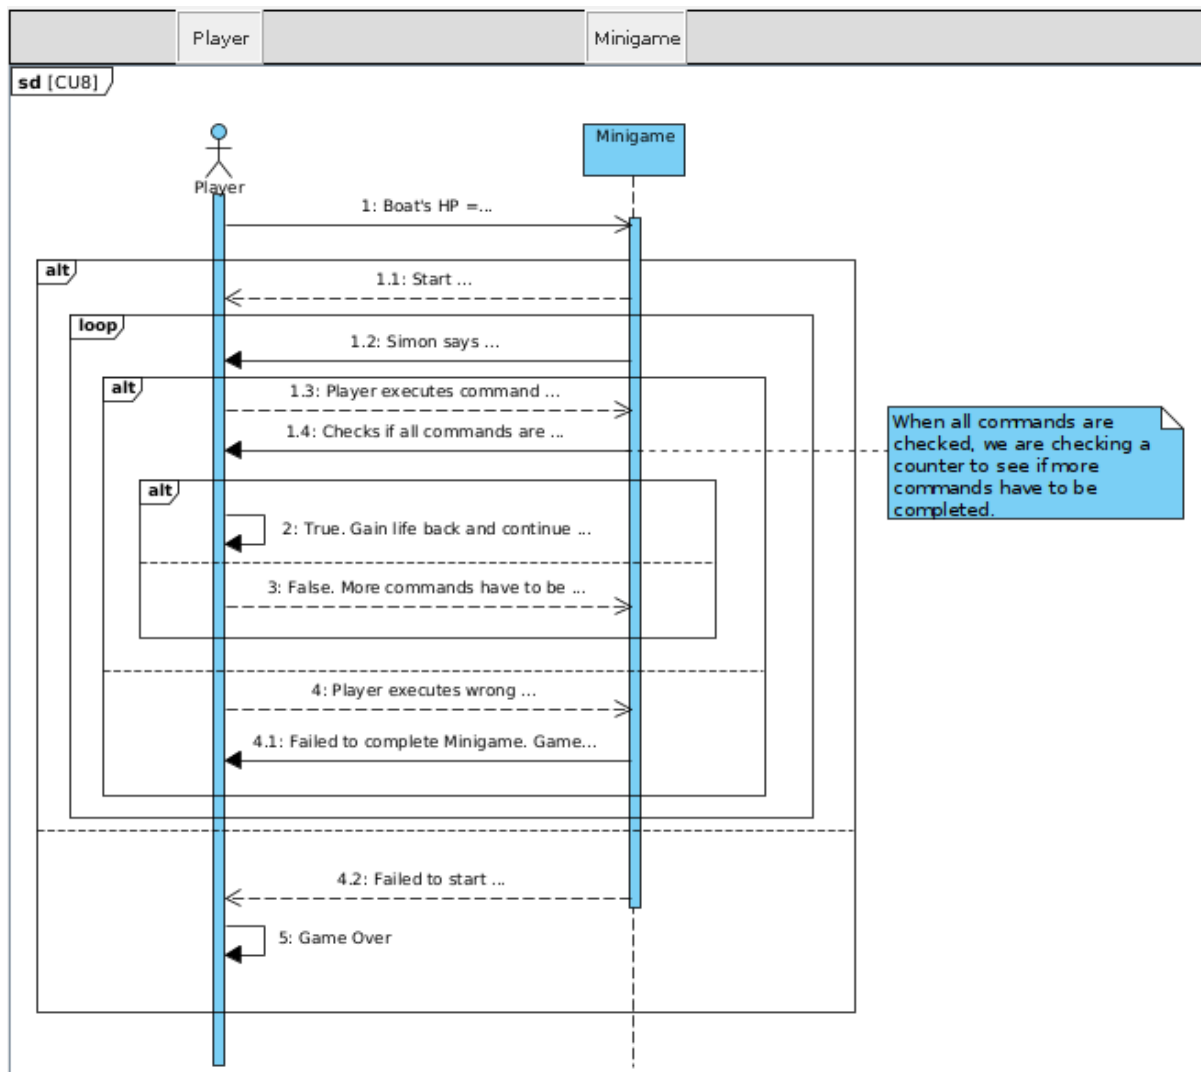 Player
Minigame
sd [CU8]
Minigame
Player
1: Boat's HP =...
alt
1.1: Start ...
loop
1.2: Simon says ...
alt
1.3: Player executes command ...
1.4: Checks if all commands are ...
When all commands are
checked, we are checking a
counter to see if more
commands have to be
completed.
alt
2: True. Gain life back and continue ...
3: False. More commands have to be ...
4: Player executes wrong ...
4.1: Failed to complete Minigame. Game...
4.2: Failed to start ...
5: Game Over